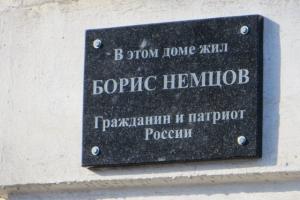 В этом доме жил
БОРИС НЕМЦОВ
Гражданин и патриот
России